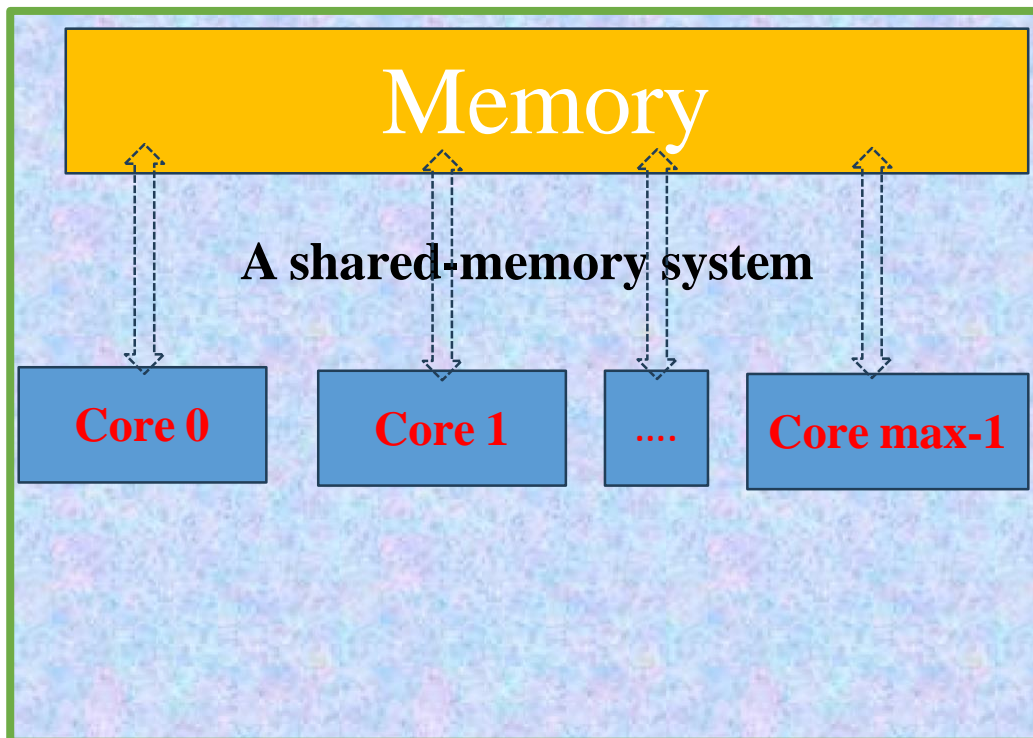 Memory
A shared-memory system
Core 0
Core 1
....
Core max-1